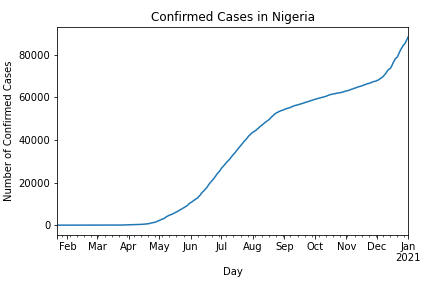 Confirmed Cases in Nigeria
Number of Confirmed Cases
80000
60000
40000
20000
0
Feb Mar Apr May Jun Jul Aug Sep Oct Nov Dec Jan
2021
Day